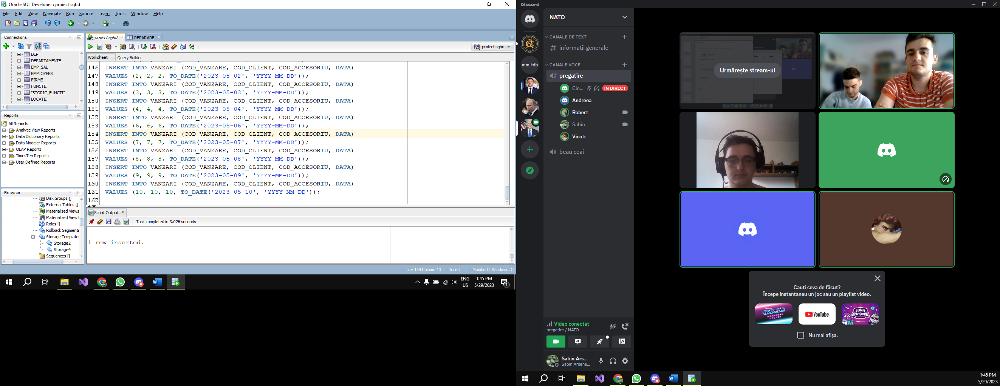 Oracle SQL Developer : proiect sgbd
File Edit View Navigate Run Source Team Tools Window Help
Connections
DEP
DEPARTAMENTE
EMP_SAL
EMPLOYEES
FIRME
FUNCTII
ISTORIC_FUNCTII
LOCATII
Reports
All Reports
Analytic View Reports
Data Dictionary Reports
Data Modeler Reports
OLAP Reports
TimesTen Reports
User Defined Reports
Browser
Disk Groups []
External Tables []
Materialized Views
Materialized View
Roles []
Rollback Segments
Storage Templates
Storage2
Storage4
Sequences []
proiect sgbd REPARARE
proiect sgbd
Worksheet Query Builder
146 INSERT INTO VANZARI (COD_VANZARE, COD_CLIENT, COD_ACCESORIU, DATA)
147 VALUES (2, 2, 2, TO_DATE('2023-05-02', 'YYYY-MM-DD'));
148 INSERT INTO VANZARI (COD_VANZARE, COD_CLIENT, COD_ACCESORIU, DATA)
149 VALUES (3, 3, 3, TO_DATE('2023-05-03', 'YYYY-MM-DD'));
150 INSERT INTO VANZARI (COD_VANZARE, COD_CLIENT, COD_ACCESORIU, DATA)
151 VALUES (4, 4, 4, TO_DATE('2023-05-04', 'YYYY-MM-DD'));
152 INSERT INTO VANZARI (COD_VANZARE, COD_CLIENT, COD_ACCESORIU, DATA)
153 VALUES (6, 6, 6, TO_DATE('2023-05-06', 'YYYY-MM-DD'));
154 INSERT INTO VANZARI (COD_VANZARE, COD_CLIENT, COD_ACCESORIU, DATA)
155 VALUES (7, 7, 7, TO_DATE('2023-05-07', 'YYYY-MM-DD'));
156 INSERT INTO VANZARI (COD_VANZARE, COD_CLIENT, COD_ACCESORIU, DATA)
157 VALUES (8, 8, 8, TO_DATE('2023-05-08', 'YYYY-MM-DD'));
158 INSERT INTO VANZARI (COD_VANZARE, COD_CLIENT, COD_ACCESORIU, DATA)
159 VALUES (9, 9, 9, TO_DATE('2023-05-09', 'YYYY-MM-DD'));
160 INSERT INTO VANZARI (COD_VANZARE, COD_CLIENT, COD_ACCESORIU, DATA)
161 VALUES (10, 10, 10, TO_DATE('2023-05-10', 'YYYY-MM-DD'));
162
Script Output
Task completed in 3.026 seconds
1 row inserted.
Line 154 Column 13 | Insert | Modified | Windows: CF
ENG
US
1:45 PM
5/29/2023
1
Discord
mm-tdb
NATO
CANALE DE TEXT
# informații generale
CANALE VOCE
pregatire
Cio... ÎN DIRECT
Andreea
Robert
Sabin
Vicotr
beau ceai
Video conectat
pregatire / NATO
Sabin Ars...
Sabin Arsene...
Urmărește stream-ul
Cauți ceva de făcut?
Începe instantaneu un joc sau un playlist video.
YouTube
PHONE
Nu mai afișa.
1:45 PM
5/29/2023